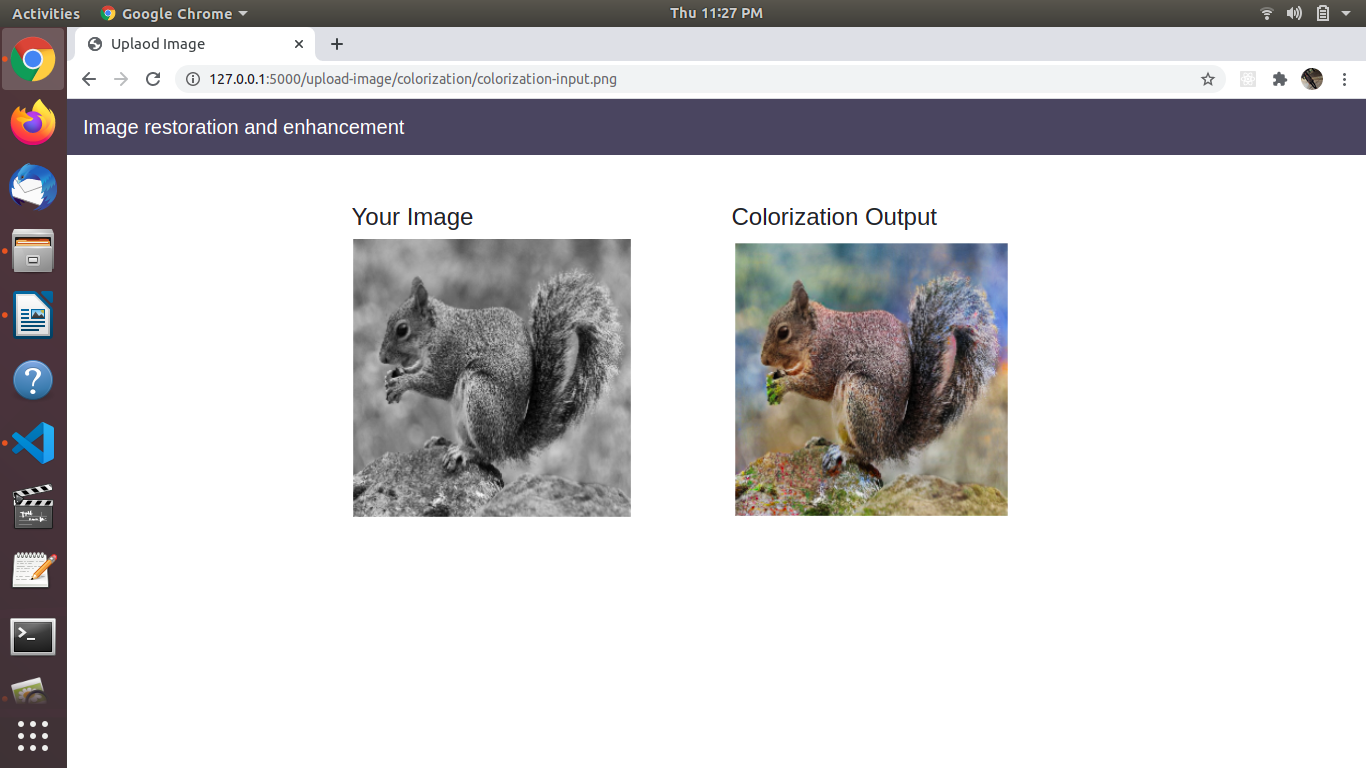 Activities Google Chrome Thu 11:27 PM
Uplaod Image
127.0.0.1:5000/upload-image/colorization/colorization-input.png
Image restoration and enhancement
Your Image Colorization Output